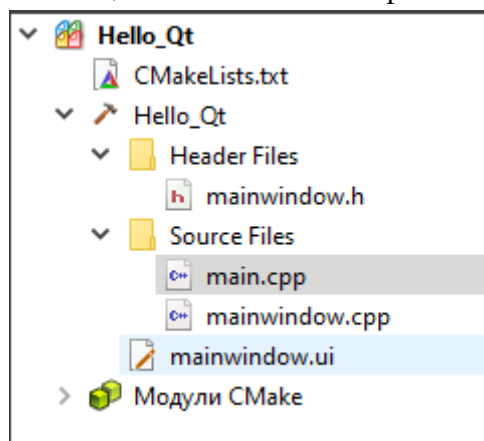 Hello_Qt
CMakeLists.txt
Hello_Qt
Header Files
h mainwindow.h
Source Files
C++ main.cpp
C++ mainwindow.cpp
mainwindow.ui
Модули CMake